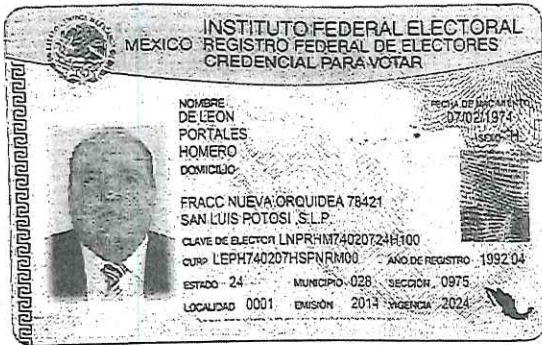 INSTITUTO FEDERAL ELECTORAL
MEXICO REGISTRO FEDERAL DE ELECTORES
CREDENCIAL PARA VOTAR
NOMBRE
DE LEON
PORTALES
HOMERO
FECHA DE NACIMIENTO
07/02/1974
SEXO H
DOMICILIO
FRACC NUEVA ORQUIDEA 78421
SAN LUIS POTOSI ,S.L.P.
CLAVE DE ELECTOR LNPRHM74020724H100
CURP LEPH740207HSPNRM00 AÑO DE REGISTRO 1992 04
ESTADO 24 MUNICIPIO 028 SECCIÓN 0975
LOCALIDAD 0001 EMISIÓN 2014 VIGENCIA 2024